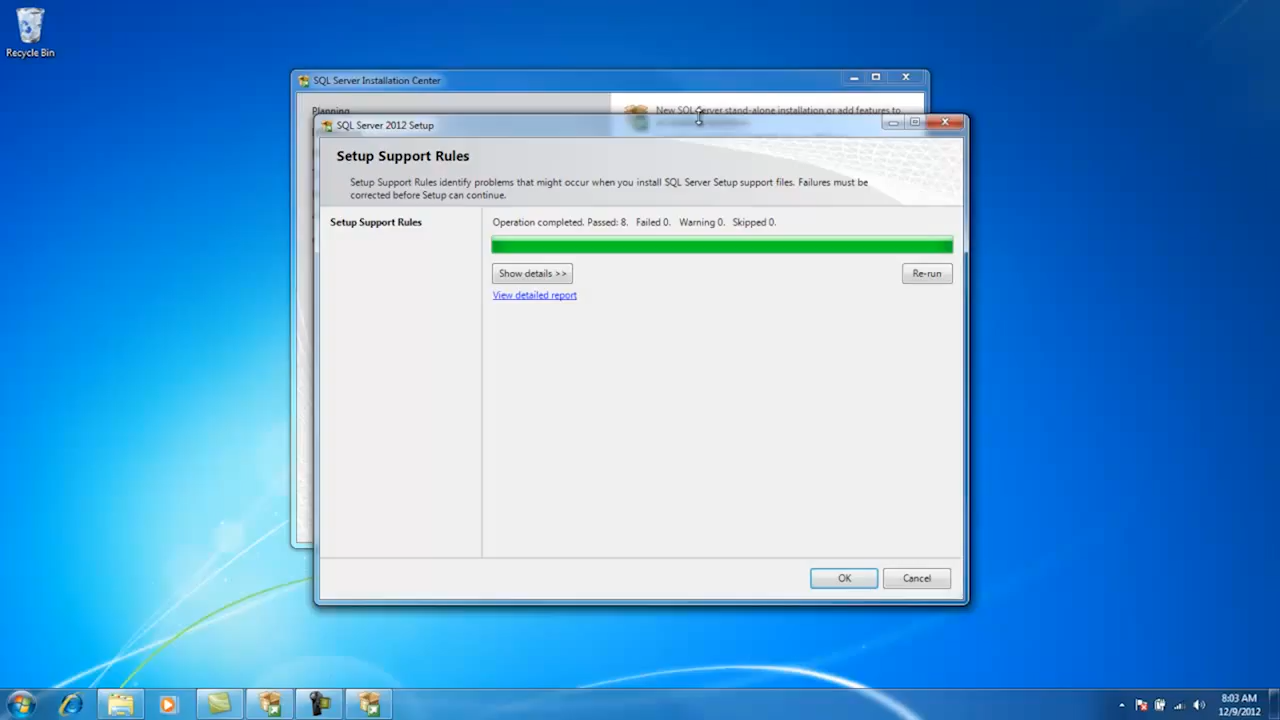 Recycle Bin
SQL Server Installation Center
Planning
New SQL Server stand-alone installation or add features to
SQL Server 2012 Setup
Setup Support Rules
Setup Support Rules identify problems that might occur when you install SQL Server Setup support files. Failures must be
corrected before Setup can continue.
Setup Support Rules
Operation completed. Passed: 8. Failed 0. Warning 0. Skipped 0.
Show details >>
Re-run
View detailed report
OK
Cancel
8:03 AM
12/9/2012